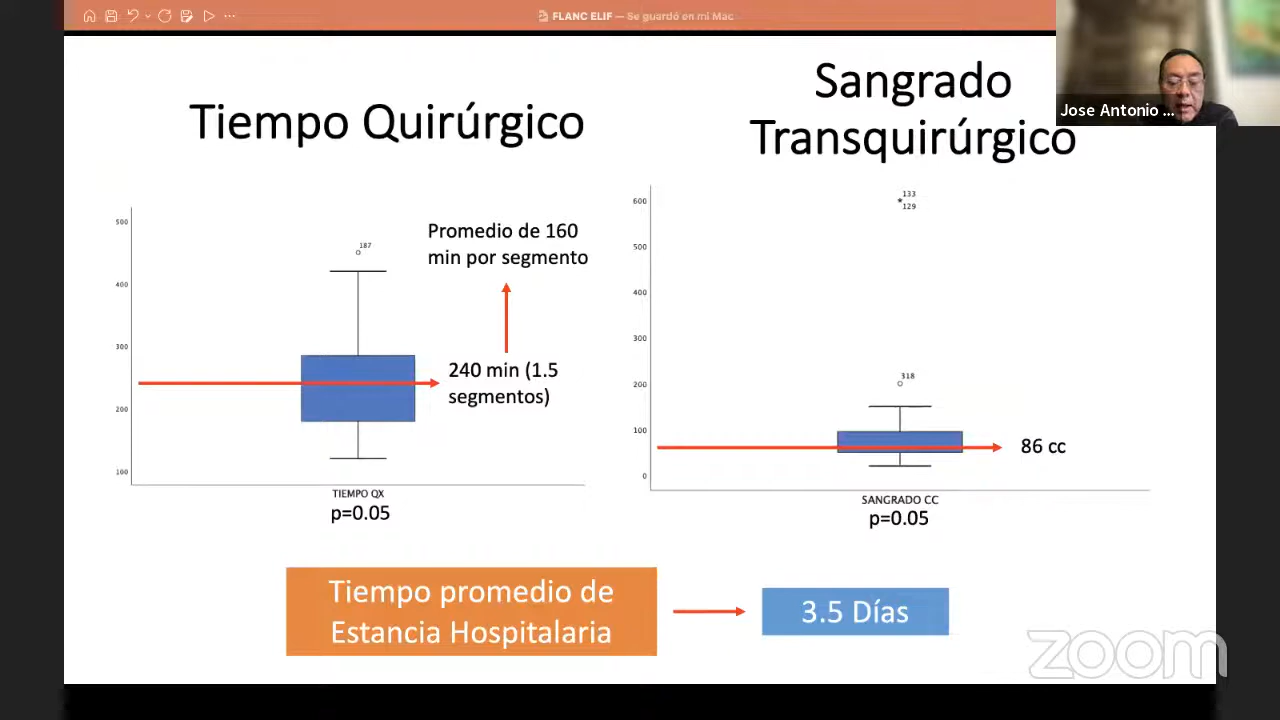 FLANC ELIF — Se guardó en mi Mac
Jose Antonio ...
Tiempo Quirúrgico
Sangrado
Transquirúrgico
500
400
300
200
100
187
Promedio de 160
min por segmento
240 min (1.5
segmentos)
TIEMPO QX
p=0.05
600
500
400
300
200
100
0
133
129
318
86 cc
SANGRADO CC
p=0.05
Tiempo promedio de
Estancia Hospitalaria
3.5 Días
zoom